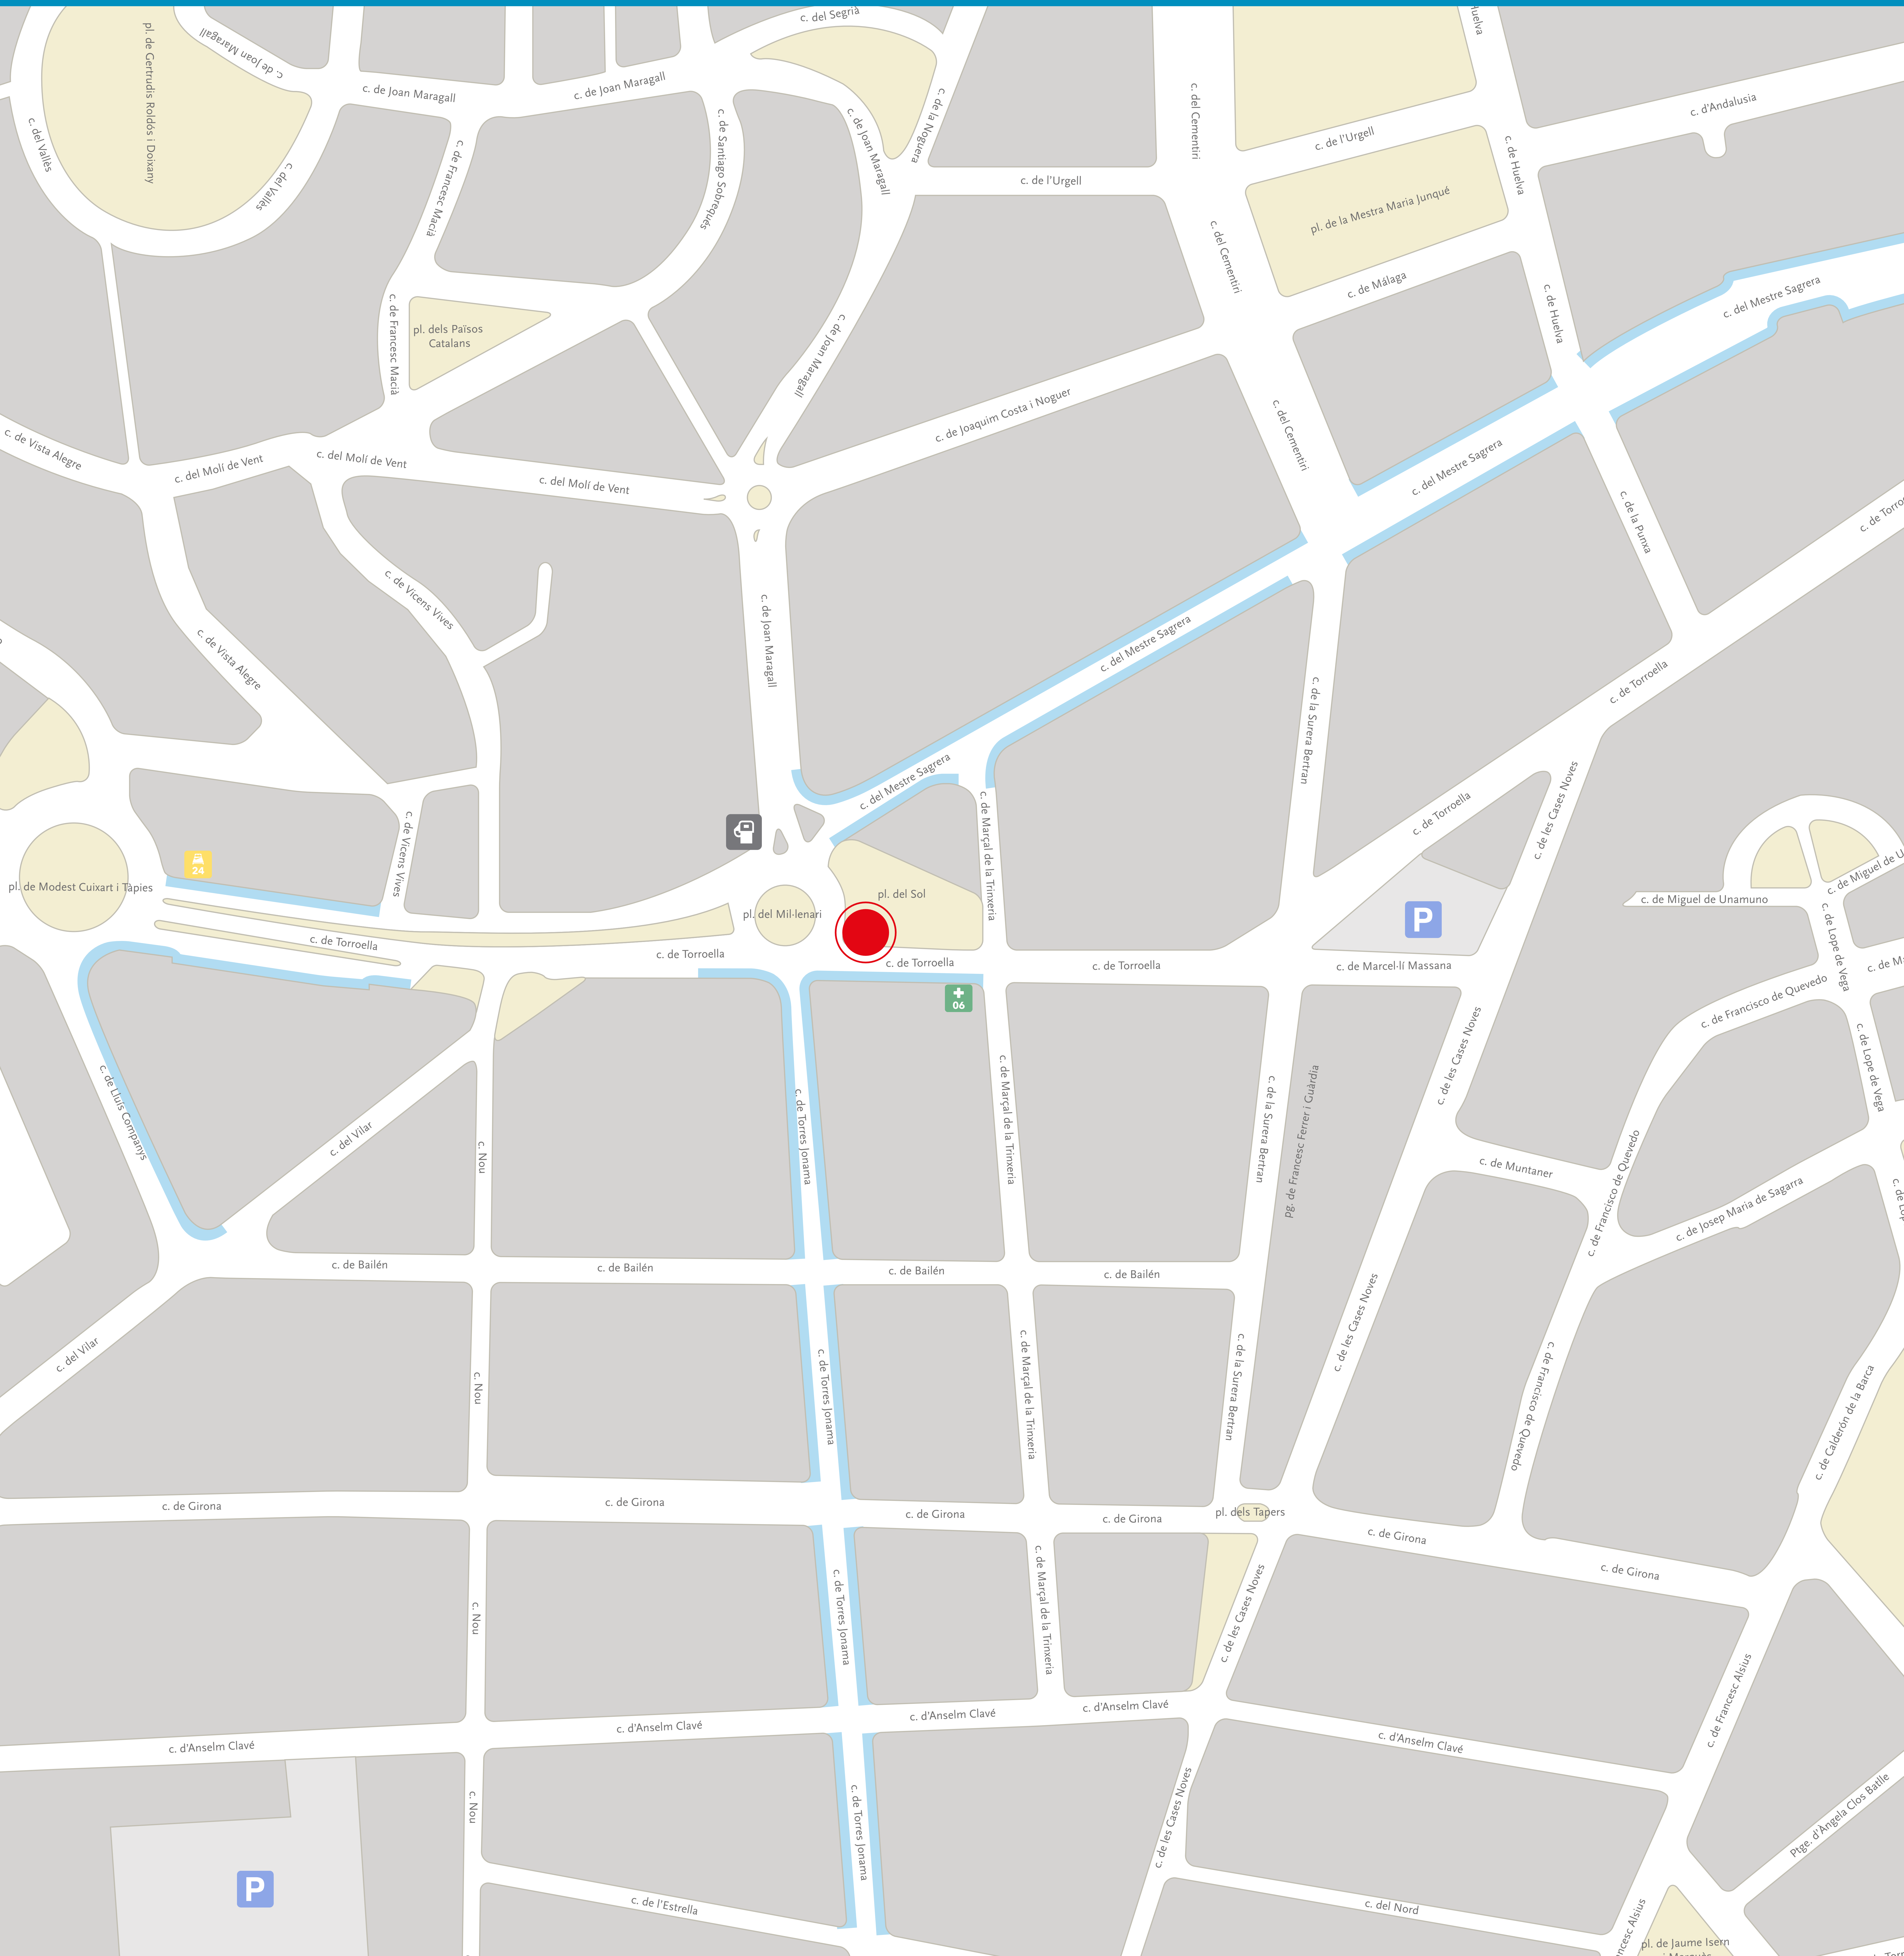 c. del Segrià
c. de Joan Maragall
c. de Joan Maragall
c. de Joan Maragall
pl. de Gertrudis Roldós i Doixany
c. del Vallès
c. del Vallès
c. de Francesc Macià
c. de Santiago Sobrequés
c. de Joan Maragall
c. de la Noguera
c. del Cementiri
c. de l'Urgell
c. de l'Urgell
Huelva
c. d'Andalusia
c. de Huelva
pl. de la Mestra Maria Junqué
c. del Cementiri
c. de Málaga
c. de Huelva
c. del Mestre Sagrera
c. de Francesc Macià
pl. dels Països
Catalans
c. de Joan Maragall
c. de Joaquim Costa i Noguer
c. del Cementiri
c. del Mestre Sagrera
c. de la Punxa
c. de Vista Alegre
c. del Molí de Vent
c. del Molí de Vent
c. del Molí de Vent
c. de Vicens Vives
c. de Vista Alegre
c. de Joan Maragall
c. del Mestre Sagrera
c. de Torroella
c. de la Surera Bertran
c. del Mestre Sagrera
c. de Marçal de la Trinxeria
c. de Torroella
c. de les Cases Noves
c. de Vicens Vives
24
pl. de Modest Cuixart i Tàpies
c. de Torroella
pl. del Mil·lenari
pl. del Sol
c. de Torroella
c. de Torroella
c. de Torroella
P
c. de Marcel·lí Massana
c. de Miguel de Unamuno
c. de Miguel de U
c. de Lope de Vega
c. de Francisco de Quevedo
06
c. de Lluís Companys
c. del Vilar
c. Nou
c. de Torres Jonama
c. de Marçal de la Trinxeria
c. de la Surera Bertran
pg. de Francesc Ferrer i Guàrdia
c. de les Cases Noves
c. de Muntaner
c. de Francisco de Quevedo
c. de Josep Maria de Sagarra
c. de Lope de Vega
c. de Bailén
c. de Bailén
c. de Bailén
c. de Bailén
c. del Vilar
c. Nou
c. de Torres Jonama
c. de Marçal de la Trinxeria
c. de la Surera Bertran
c. de les Cases Noves
c. de Francisco de Quevedo
c. de Calderón de la Barca
c. de Girona
c. de Girona
c. de Girona
c. de Girona
pl. dels Tapers
c. de Girona
c. de Girona
c. Nou
c. de Torres Jonama
c. de Marçal de la Trinxeria
c. de les Cases Noves
c. de Francesc Alsius
c. d'Anselm Clavé
c. d'Anselm Clavé
c. d'Anselm Clavé
c. d'Anselm Clavé
c. d'Anselm Clavé
c. Nou
c. de Torres Jonama
c. de les Cases Noves
Ptge. d'Àngela Clos Batlle
P
c. de l'Estrella
c. del Nord
ncesc Alsius
pl. de Jaume Isern